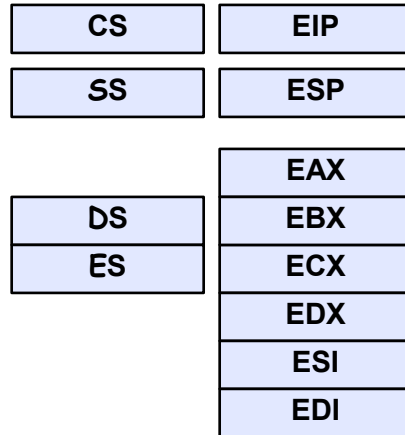 CS EIP
SS ESP
EAX
DS EBX
ES ECX
EDX
ESI
EDI